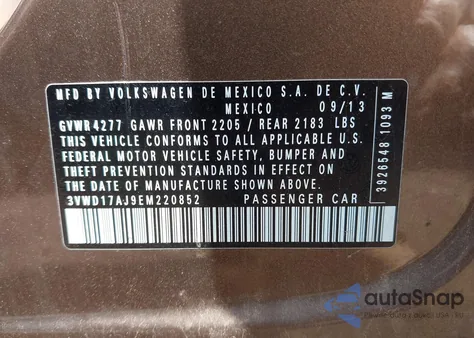 MFD BY VOLKSWAGEN DE MEXICO S.A. DE C.V.
MEXICO 09/13
GVWR 4277 GAWR FRONT 2205 / REAR 2183 LBS
THIS VEHICLE CONFORMS TO ALL APPLICABLE U.S.
FEDERAL MOTOR VEHICLE SAFETY, BUMPER AND
THEFT PREVENTION STANDARDS IN EFFECT ON
THE DATE OF MANUFACTURE SHOWN ABOVE.
3VWD17AJ9EM220852 PASSENGER CAR
3926548 1093 M
autoSnap